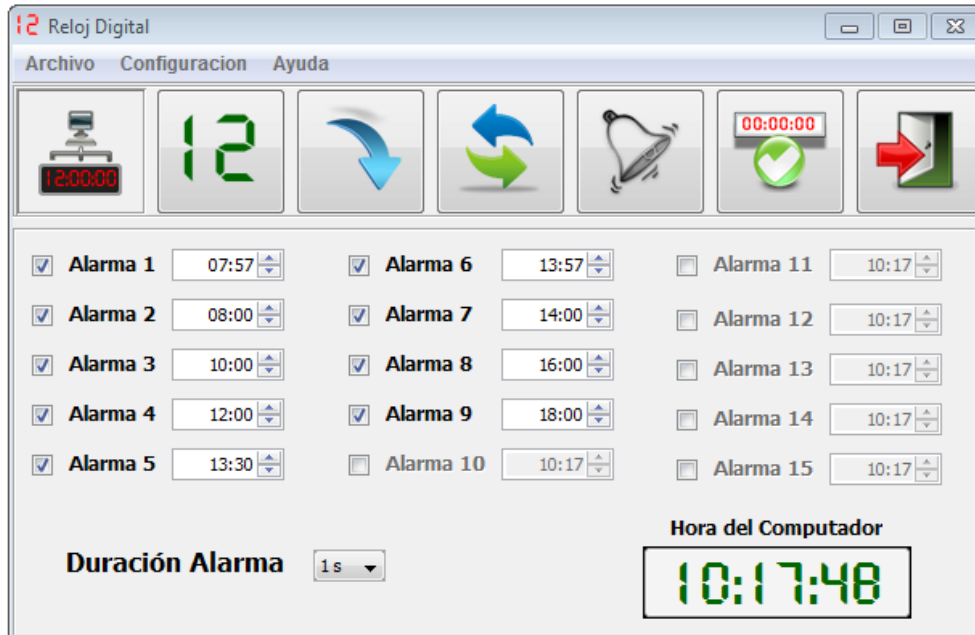 12 Reloj Digital
Archivo Configuracion Ayuda
12:00:00 12 00:00:00
Alarma 1 07:57 Alarma 6 13:57 Alarma 11 10:17
Alarma 2 08:00 Alarma 7 14:00 Alarma 12 10:17
Alarma 3 10:00 Alarma 8 16:00 Alarma 13 10:17
Alarma 4 12:00 Alarma 9 18:00 Alarma 14 10:17
Alarma 5 13:30 Alarma 10 10:17 Alarma 15 10:17
Hora del Computador
Duración Alarma 1 s
10:17:48